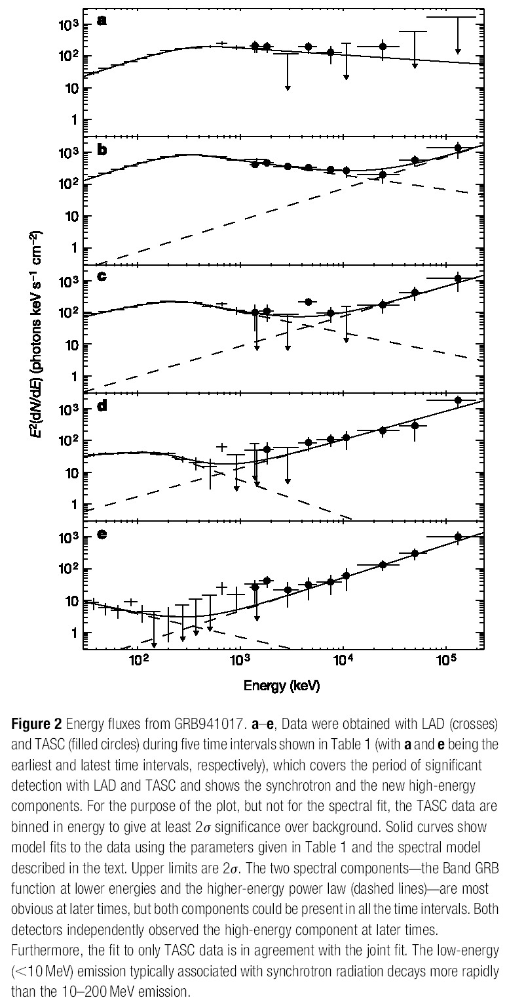 a
10³
10²
10
1
b
10³
10²
10
1
c
10³
10²
10
1
d
10³
10²
10
1
e
10³
10²
10
1
E²(dN/dE) (photons keV s⁻¹ cm⁻²)
10² 10³ 10⁴ 10⁵
Energy (keV)
Figure 2 Energy fluxes from GRB941017. a–e, Data were obtained with LAD (crosses)
and TASC (filled circles) during five time intervals shown in Table 1 (with a and e being the
earliest and latest time intervals, respectively), which covers the period of significant
detection with LAD and TASC and shows the synchrotron and the new high-energy
components. For the purpose of the plot, but not for the spectral fit, the TASC data are
binned in energy to give at least 2σ significance over background. Solid curves show
model fits to the data using the parameters given in Table 1 and the spectral model
described in the text. Upper limits are 2σ. The two spectral components—the Band GRB
function at lower energies and the higher-energy power law (dashed lines)—are most
obvious at later times, but both components could be present in all the time intervals. Both
detectors independently observed the high-energy component at later times.
Furthermore, the fit to only TASC data is in agreement with the joint fit. The low-energy
(<10 MeV) emission typically associated with synchrotron radiation decays more rapidly
than the 10–200 MeV emission.